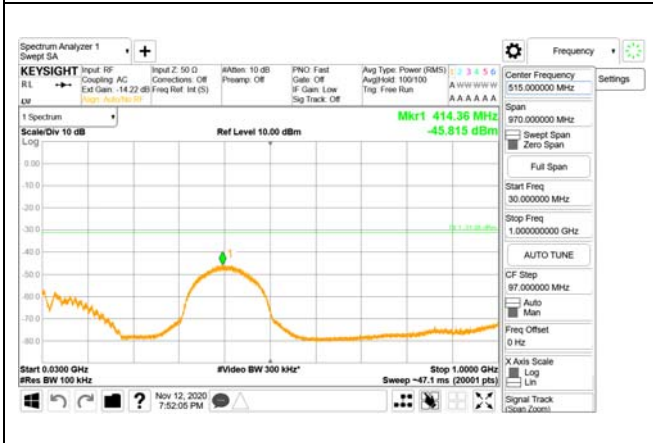 Spectrum Analyzer 1
Swept SA
Frequency
KEYSIGHT
Input: RF
Coupling: AC
Ext Gain: -14.22 dB
Align: Auto/No RF
Input Z: 50 Ω
Corrections: Off
Freq Ref: Int (S)
#Atten: 10 dB
Preamp: Off
PNO: Fast
Gate: Off
IF Gain: Low
Sig Track: Off
Avg Type: Power (RMS)
Avg|Hold: 100/100
Trig: Free Run
1 2 3 4 5 6
A W W W W W
A A A A A A
RL
1 Spectrum
Scale/Div 10 dB
Log
Ref Level 10.00 dBm
Mkr1 414.36 MHz
-45.815 dBm
0.00
-10.0
-20.0
-30.0
-40.0
-50.0
-60.0
-70.0
-80.0
1
Start 0.0300 GHz
#Res BW 100 kHz
#Video BW 300 kHz*
Stop 1.0000 GHz
Sweep ~47.1 ms (20001 pts)
Nov 12, 2020
7:52:05 PM
Center Frequency
515.000000 MHz
Settings
Span
970.000000 MHz
Swept Span
Zero Span
Full Span
Start Freq
30.000000 MHz
Stop Freq
1.000000000 GHz
AUTO TUNE
CF Step
97.000000 MHz
Auto
Man
Freq Offset
0 Hz
X Axis Scale
Log
Lin
Signal Track
(Span Zoom)